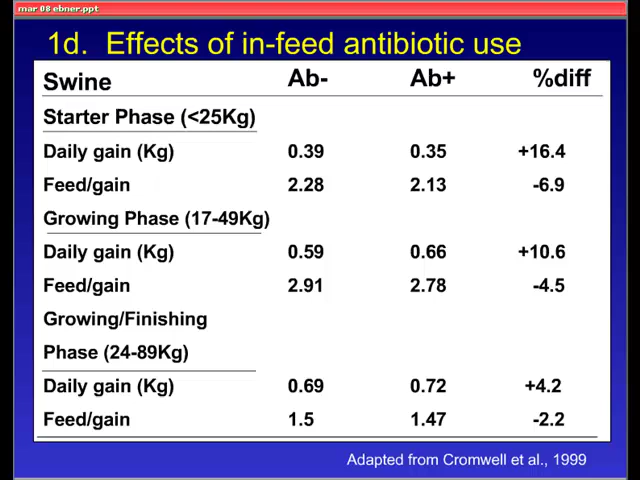 mar 08 ebner.ppt
1d. Effects of in-feed antibiotic use
Swine Ab- Ab+ %diff
Starter Phase (<25Kg)
Daily gain (Kg) 0.39 0.35 +16.4
Feed/gain 2.28 2.13 -6.9
Growing Phase (17-49Kg)
Daily gain (Kg) 0.59 0.66 +10.6
Feed/gain 2.91 2.78 -4.5
Growing/Finishing
Phase (24-89Kg)
Daily gain (Kg) 0.69 0.72 +4.2
Feed/gain 1.5 1.47 -2.2
Adapted from Cromwell et al., 1999